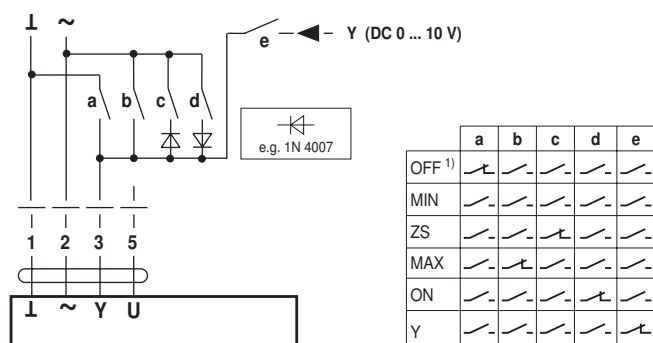 ⊥ ~
e Y (DC 0 ... 10 V)
a b c d
e.g. 1N 4007
1 2 3 5
⊥ ~ Y U
a b c d e
OFF 1)
MIN
ZS
MAX
ON
Y